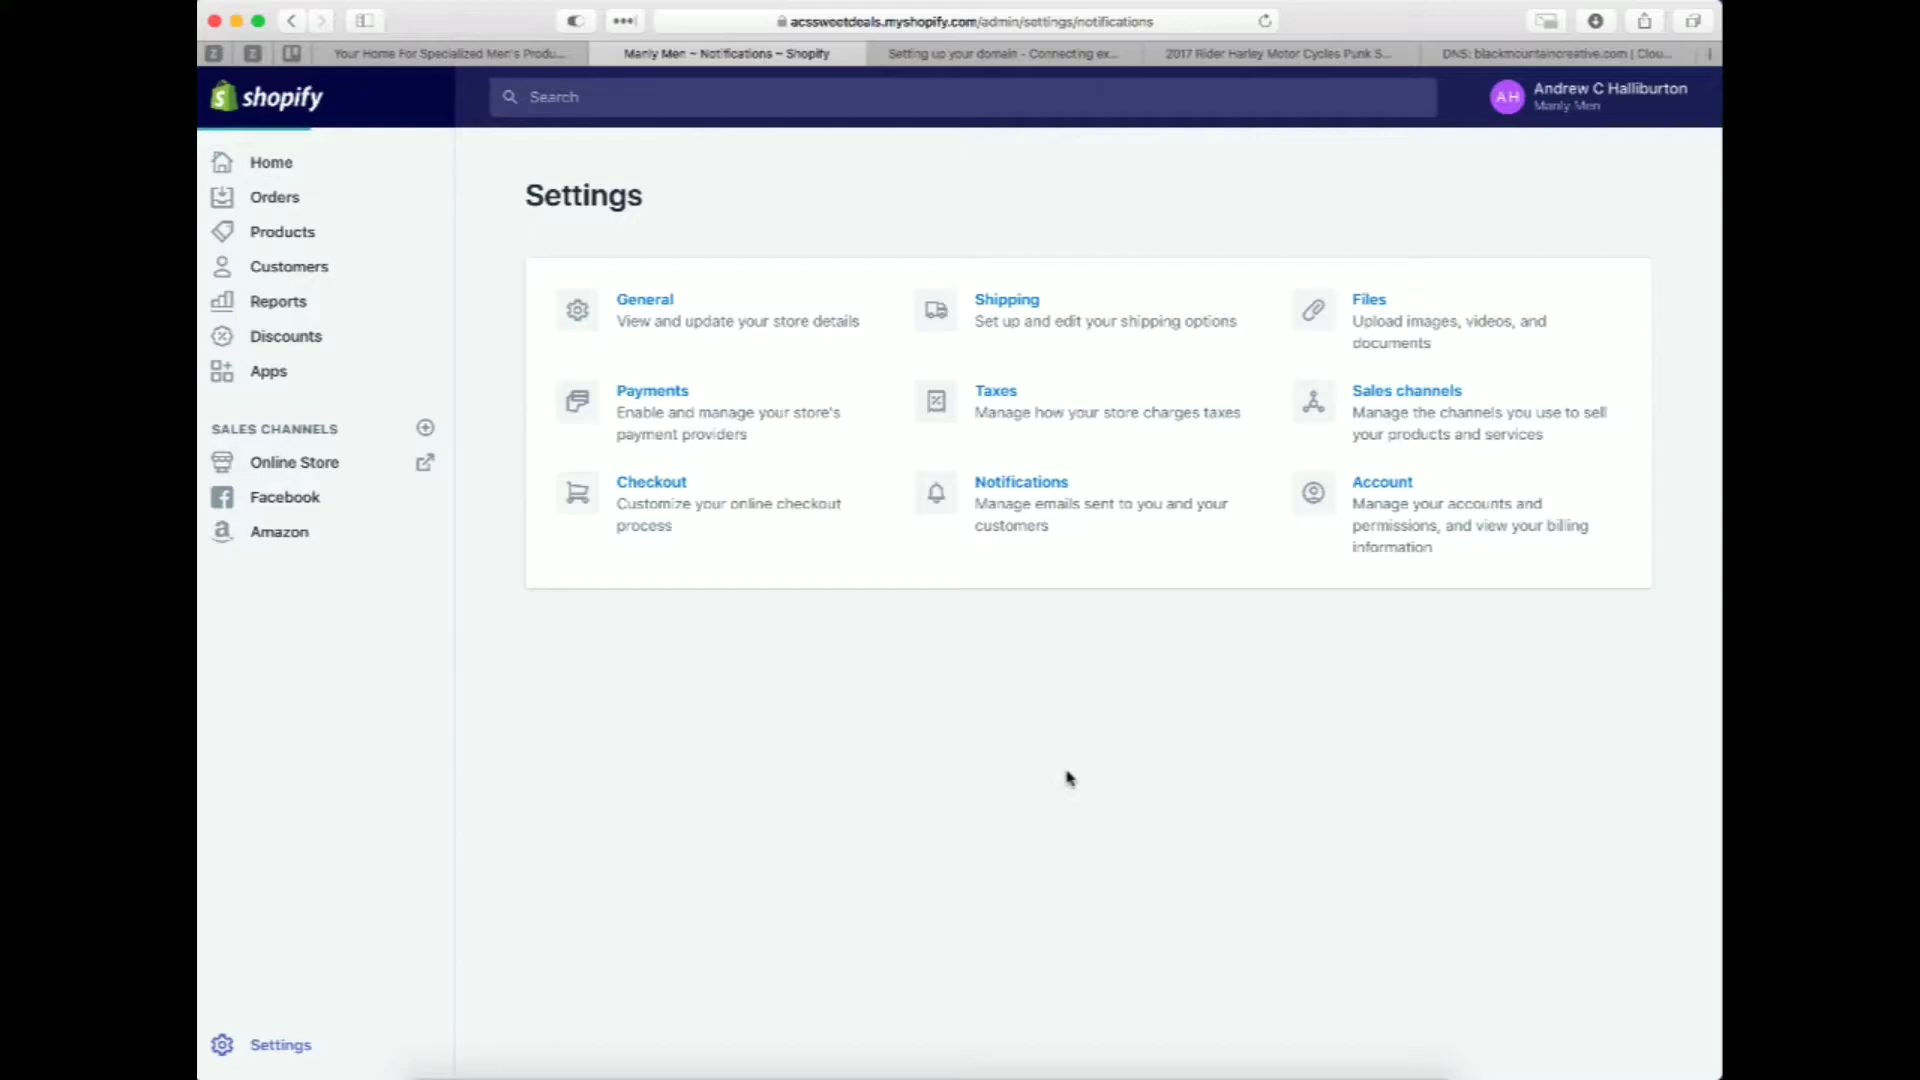 acssweetdeals.myshopify.com/admin/settings/notifications
Z
Z
Your Home For Specialized Men's Produ...
Manly Men ~ Notifications ~ Shopify
Setting up your domain - Connecting ex...
2017 Rider Harley Motor Cycles Punk S...
DNS: blackmountaincreative.com | Clou...
shopify
Search
AH
Andrew C Halliburton
Manly Men
Home
Orders
Products
Customers
Reports
Discounts
Apps
SALES CHANNELS
Online Store
Facebook
Amazon
Settings
Settings
General
View and update your store details
Shipping
Set up and edit your shipping options
Files
Upload images, videos, and
documents
Payments
Enable and manage your store's
payment providers
Taxes
Manage how your store charges taxes
Sales channels
Manage the channels you use to sell
your products and services
Checkout
Customize your online checkout
process
Notifications
Manage emails sent to you and your
customers
Account
Manage your accounts and
permissions, and view your billing
information